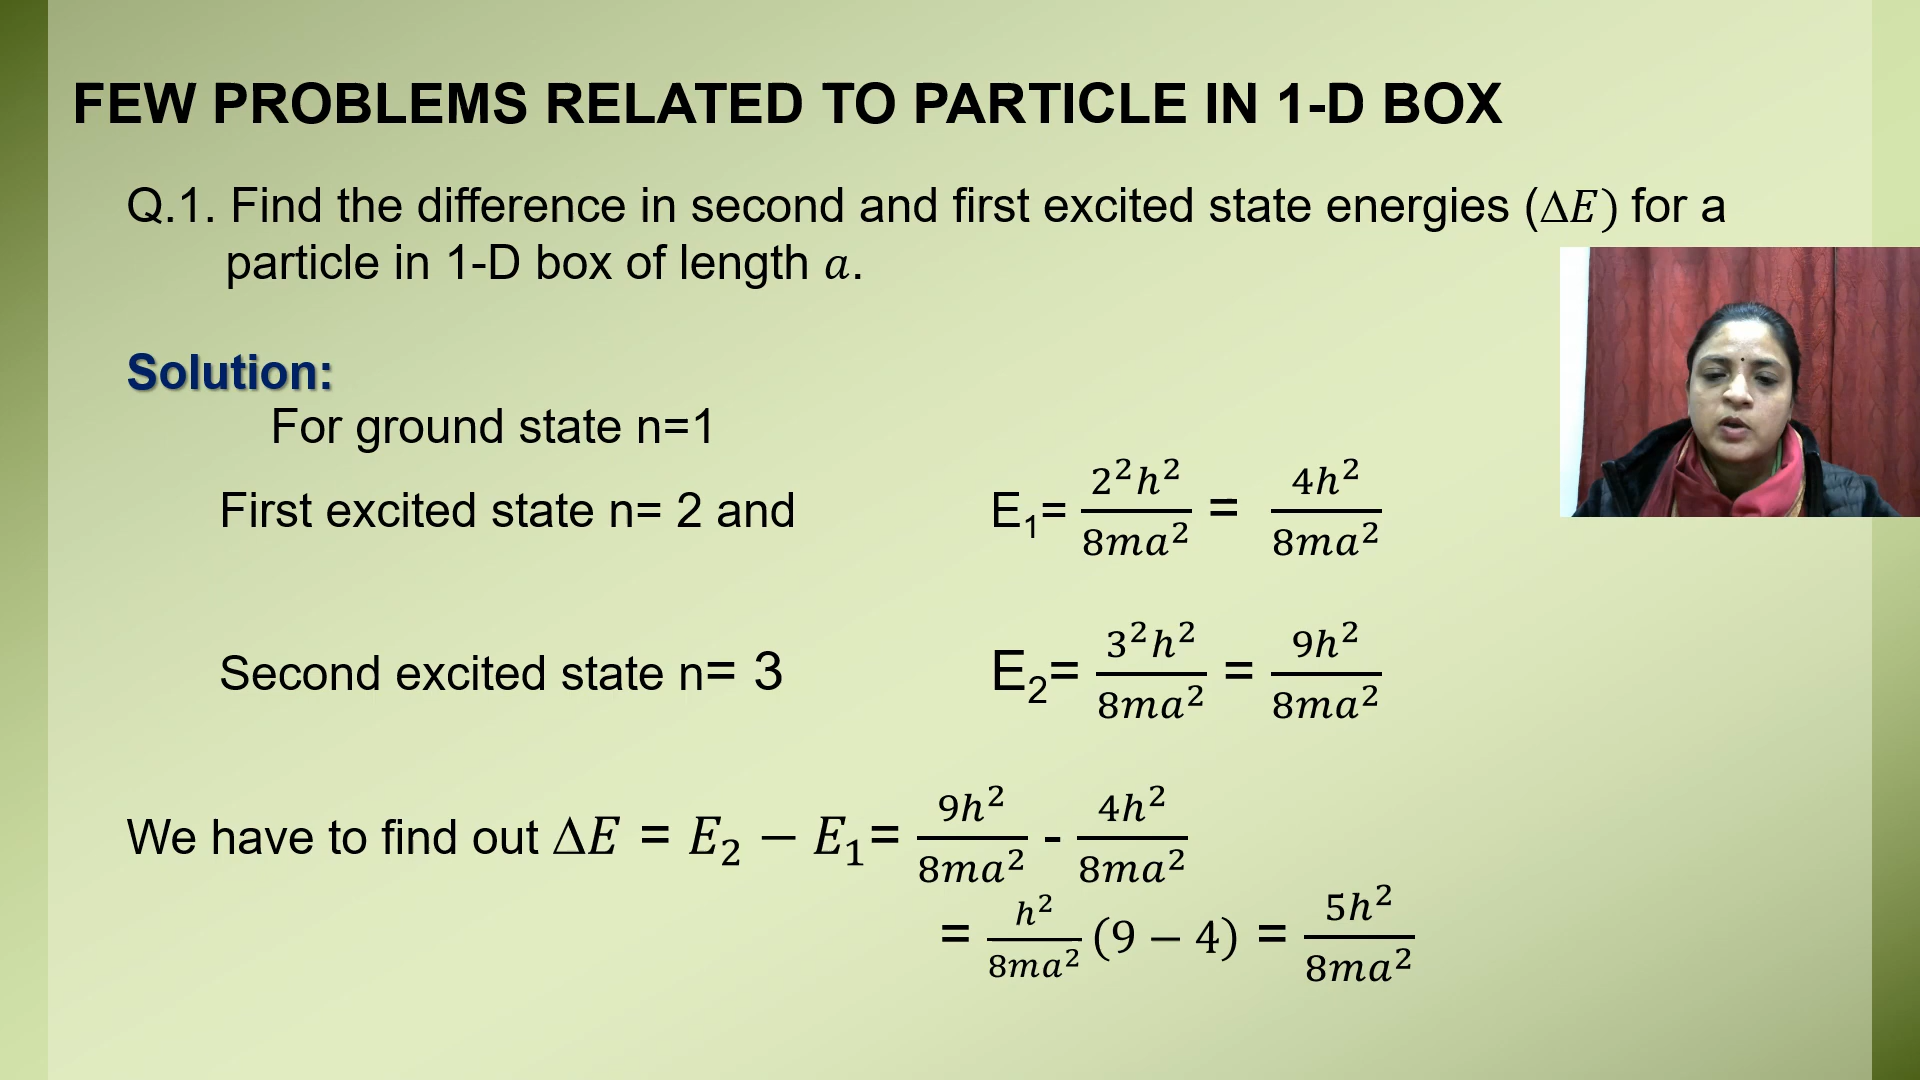 FEW PROBLEMS RELATED TO PARTICLE IN 1-D BOX
Q.1. Find the difference in second and first excited state energies (Δ𝐸) for a
particle in 1-D box of length 𝑎.
Solution:
For ground state n=1
First excited state n= 2 and E₁= 2²ℎ²/8𝑚𝑎² = 4ℎ²/8𝑚𝑎²
Second excited state n= 3 E₂= 3²ℎ²/8𝑚𝑎² = 9ℎ²/8𝑚𝑎²
We have to find out Δ𝐸 = 𝐸₂ − 𝐸₁= 9ℎ²/8𝑚𝑎² - 4ℎ²/8𝑚𝑎²
= ℎ²/8𝑚𝑎² (9 − 4) = 5ℎ²/8𝑚𝑎²